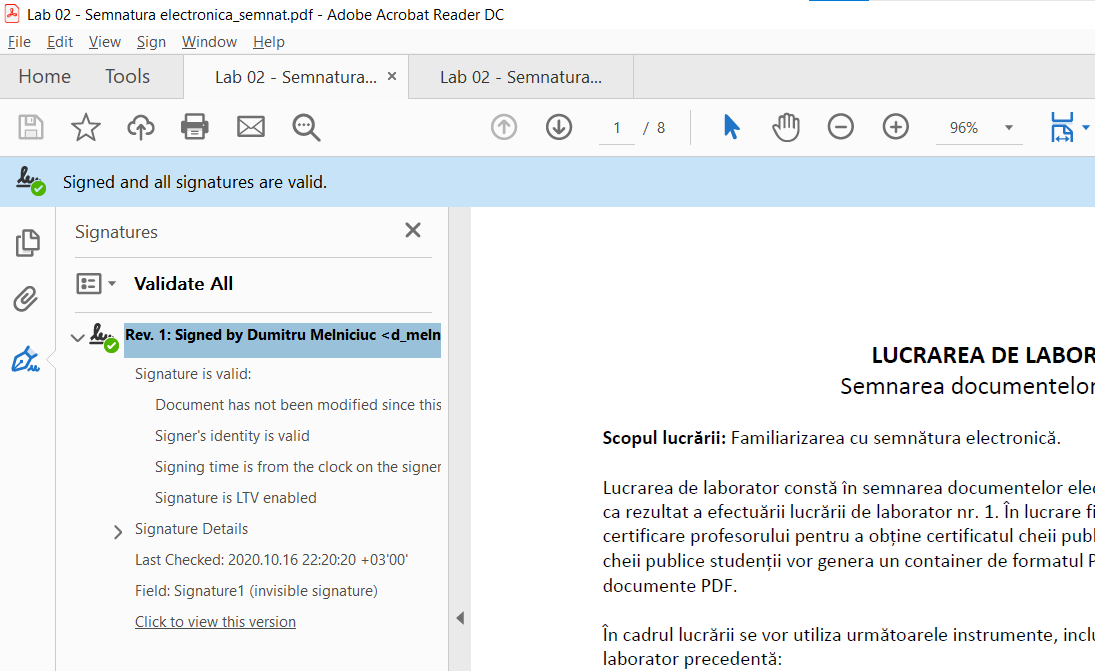 Lab 02 - Semnatura electronica_semnat.pdf - Adobe Acrobat Reader DC
File Edit View Sign Window Help
Home Tools Lab 02 - Semnatura... × Lab 02 - Semnatura...
1 / 8 96%
Signed and all signatures are valid.
Signatures
Validate All
Rev. 1: Signed by Dumitru Melniciuc <d_meln
Signature is valid:
Document has not been modified since this
Signer's identity is valid
Signing time is from the clock on the signer
Signature is LTV enabled
Signature Details
Last Checked: 2020.10.16 22:20:20 +03'00'
Field: Signature1 (invisible signature)
Click to view this version
LUCRAREA DE LABOR
Semnarea documentelor
Scopul lucrării: Familiarizarea cu semnătura electronică.
Lucrarea de laborator constă în semnarea documentelor elec
ca rezultat a efectuării lucrării de laborator nr. 1. În lucrare fi
certificare profesorului pentru a obține certificatul cheii publ
cheii publice studenții vor genera un container de formatul P
documente PDF.
În cadrul lucrării se vor utiliza următoarele instrumente, inclu
laborator precedentă: